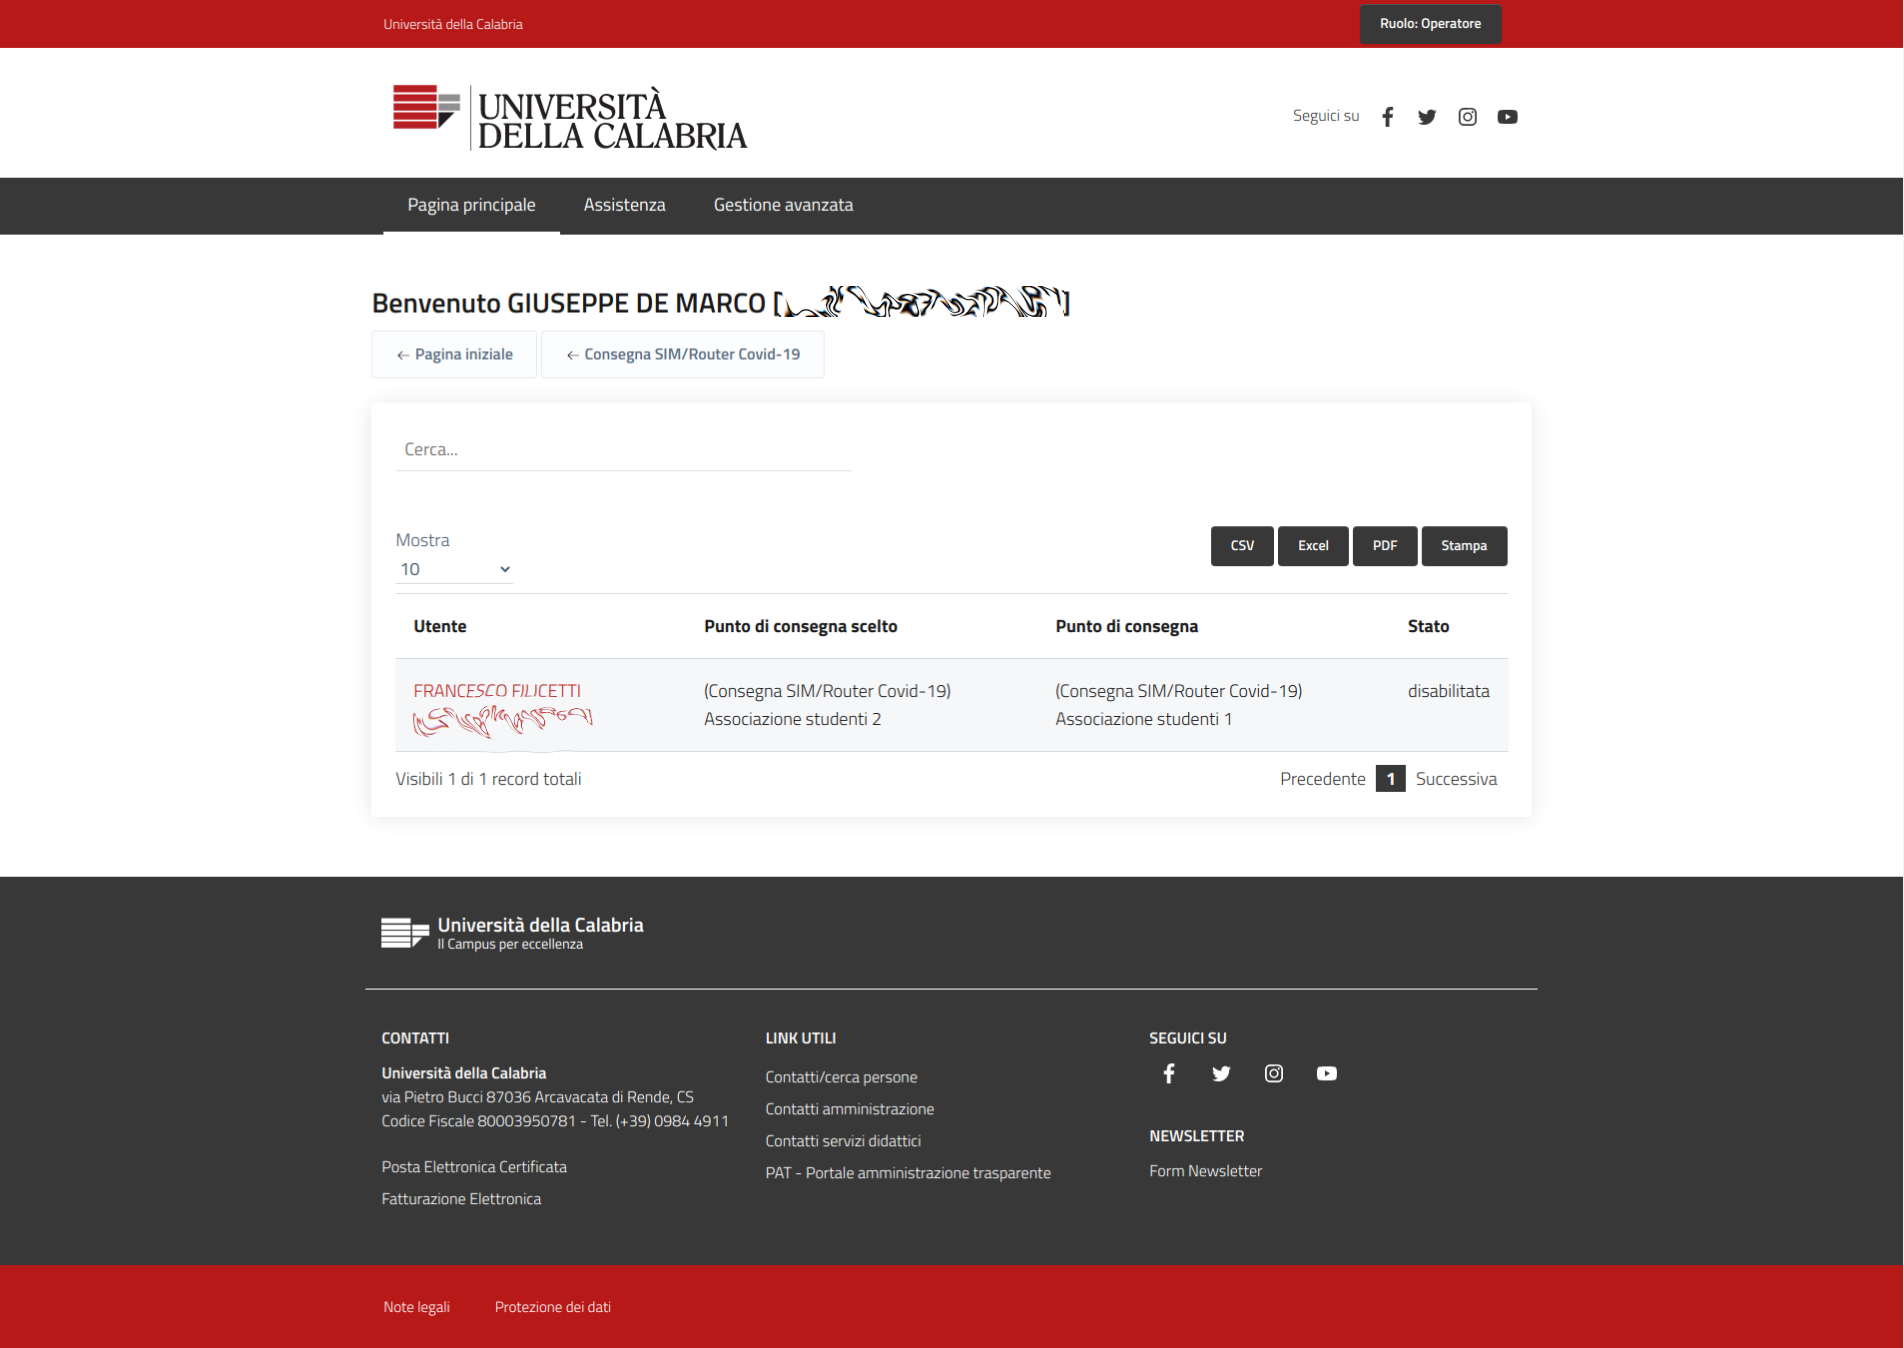 Università della Calabria
Ruolo: Operatore
UNIVERSITÀ
DELLA CALABRIA
Seguici su
Pagina principale Assistenza Gestione avanzata
Benvenuto GIUSEPPE DE MARCO [ ]
← Pagina iniziale ← Consegna SIM/Router Covid-19
Cerca...
Mostra
10
CSV Excel PDF Stampa
Utente Punto di consegna scelto Punto di consegna Stato
FRANCESCO FILICETTI (Consegna SIM/Router Covid-19) (Consegna SIM/Router Covid-19) disabilitata
Associazione studenti 2 Associazione studenti 1
Visibili 1 di 1 record totali
Precedente 1 Successiva
Università della Calabria
Il Campus per eccellenza
CONTATTI
Università della Calabria
via Pietro Bucci 87036 Arcavacata di Rende, CS
Codice Fiscale 80003950781 - Tel. (+39) 0984 4911
Posta Elettronica Certificata
Fatturazione Elettronica
LINK UTILI
Contatti/cerca persone
Contatti amministrazione
Contatti servizi didattici
PAT - Portale amministrazione trasparente
SEGUICI SU
NEWSLETTER
Form Newsletter
Note legali Protezione dei dati